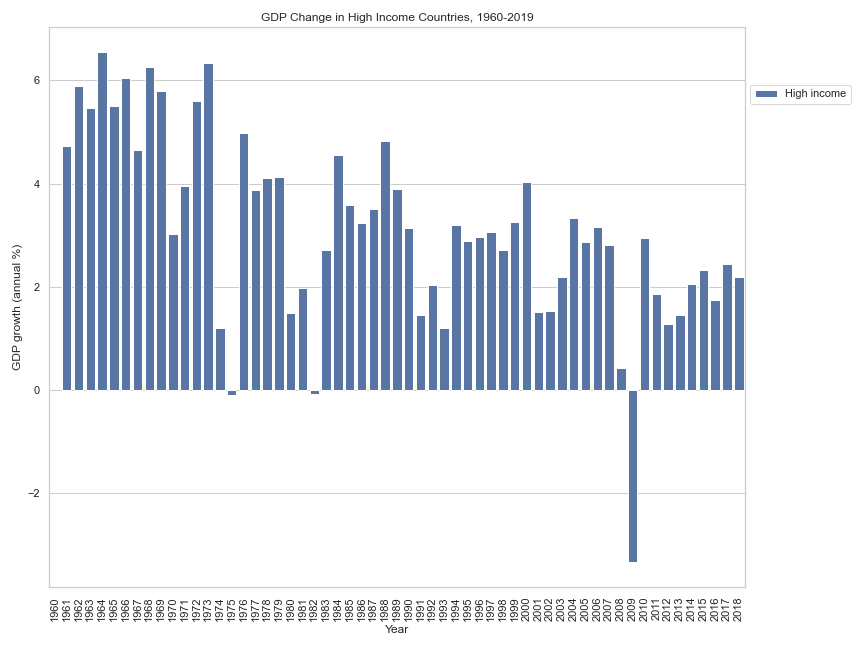 GDP Change in High Income Countries, 1960-2019
6
High income
4
2
0
−2
GDP growth (annual %)
1960 1961 1962 1963 1964 1965 1966 1967 1968 1969 1970 1971 1972 1973 1974 1975 1976 1977 1978 1979 1980 1981 1982 1983 1984 1985 1986 1987 1988 1989 1990 1991 1992 1993 1994 1995 1996 1997 1998 1999 2000 2001 2002 2003 2004 2005 2006 2007 2008 2009 2010 2011 2012 2013 2014 2015 2016 2017 2018
Year